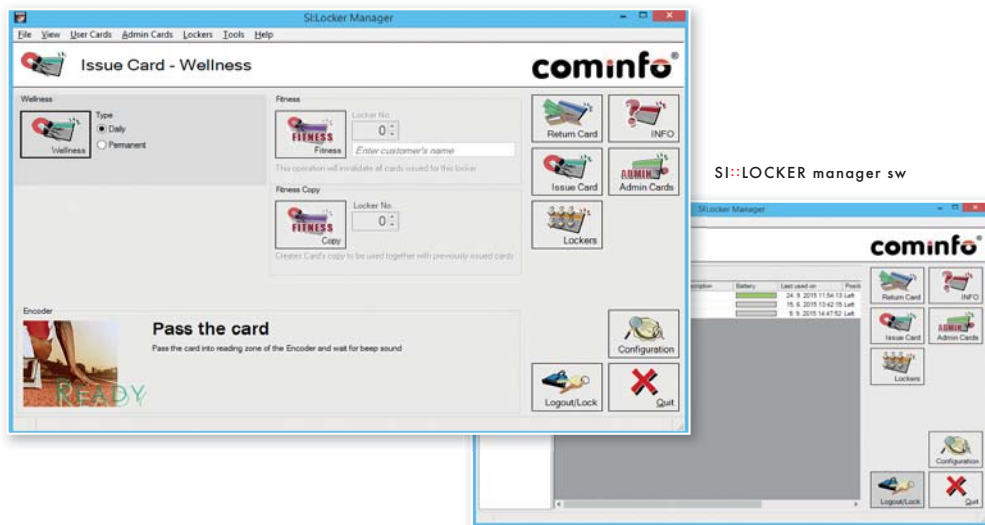 SI:Locker Manager
File View User Cards Admin Cards Lockers Tools Help
Issue Card - Wellness
cominfo®
Wellness
Wellness
Type
Daily
Permanent
Fitness
FITNESS
Fitness
Locker No.
0
Enter customer's name
This operation will invalidate all cards issued for this locker
Fitness Copy
FITNESS
Copy
Locker No.
0
Creates Card's copy to be used together with previously issued cards
Return Card
INFO
Issue Card
ADMIN
Admin Cards
Lockers
Encoder
READY
Pass the card
Pass the card into reading zone of the Encoder and wait for beep sound
Configuration
Logout/Lock
Quit
SI::LOCKER manager sw
SI:Locker Manager
cominfo®
Battery Last used on
24. 9. 2015 11:54:13 Left
15. 6. 2015 13:42:15 Left
9. 9. 2015 14:47:52 Left
Return Card
INFO
Issue Card
ADMIN
Admin Cards
Lockers
Configuration
Logout/Lock
Quit